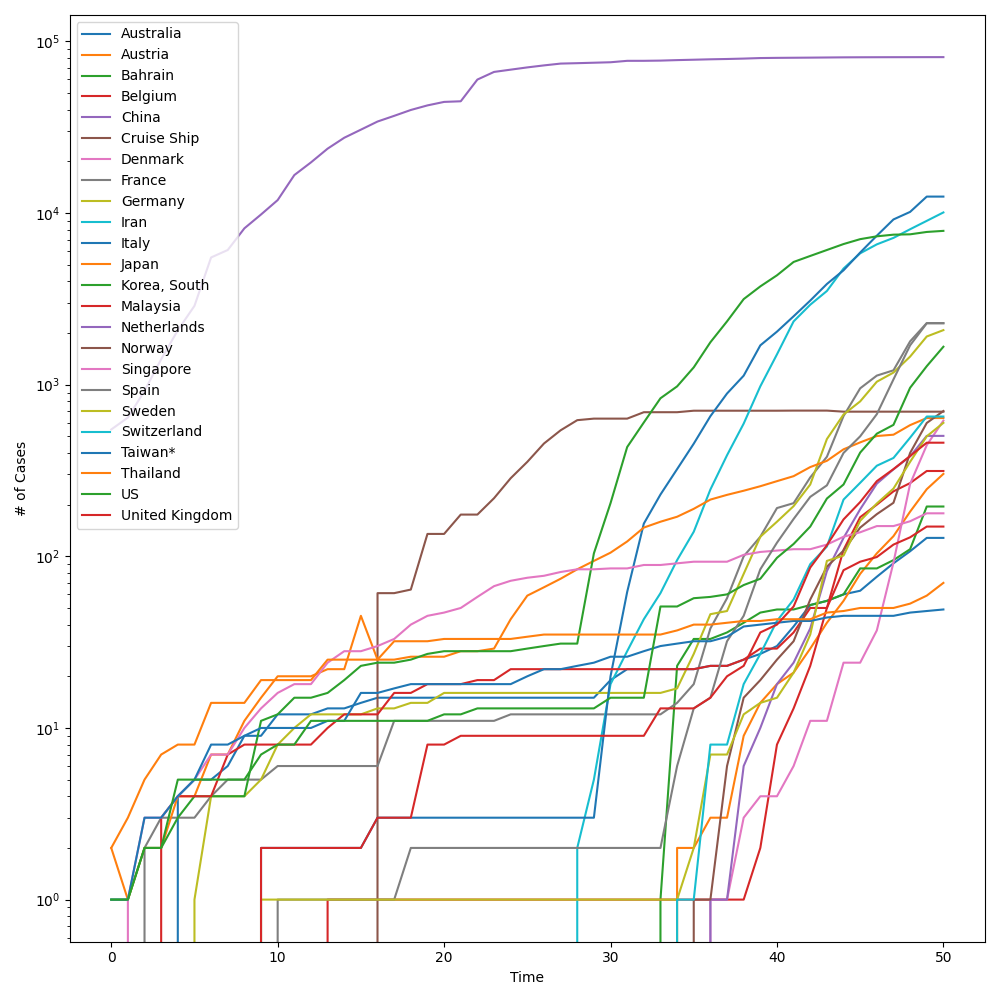 10^5
10^4
10^3
10^2
10^1
10^0
# of Cases
Australia
Austria
Bahrain
Belgium
China
Cruise Ship
Denmark
France
Germany
Iran
Italy
Japan
Korea, South
Malaysia
Netherlands
Norway
Singapore
Spain
Sweden
Switzerland
Taiwan*
Thailand
US
United Kingdom
0
10
20
30
40
50
Time